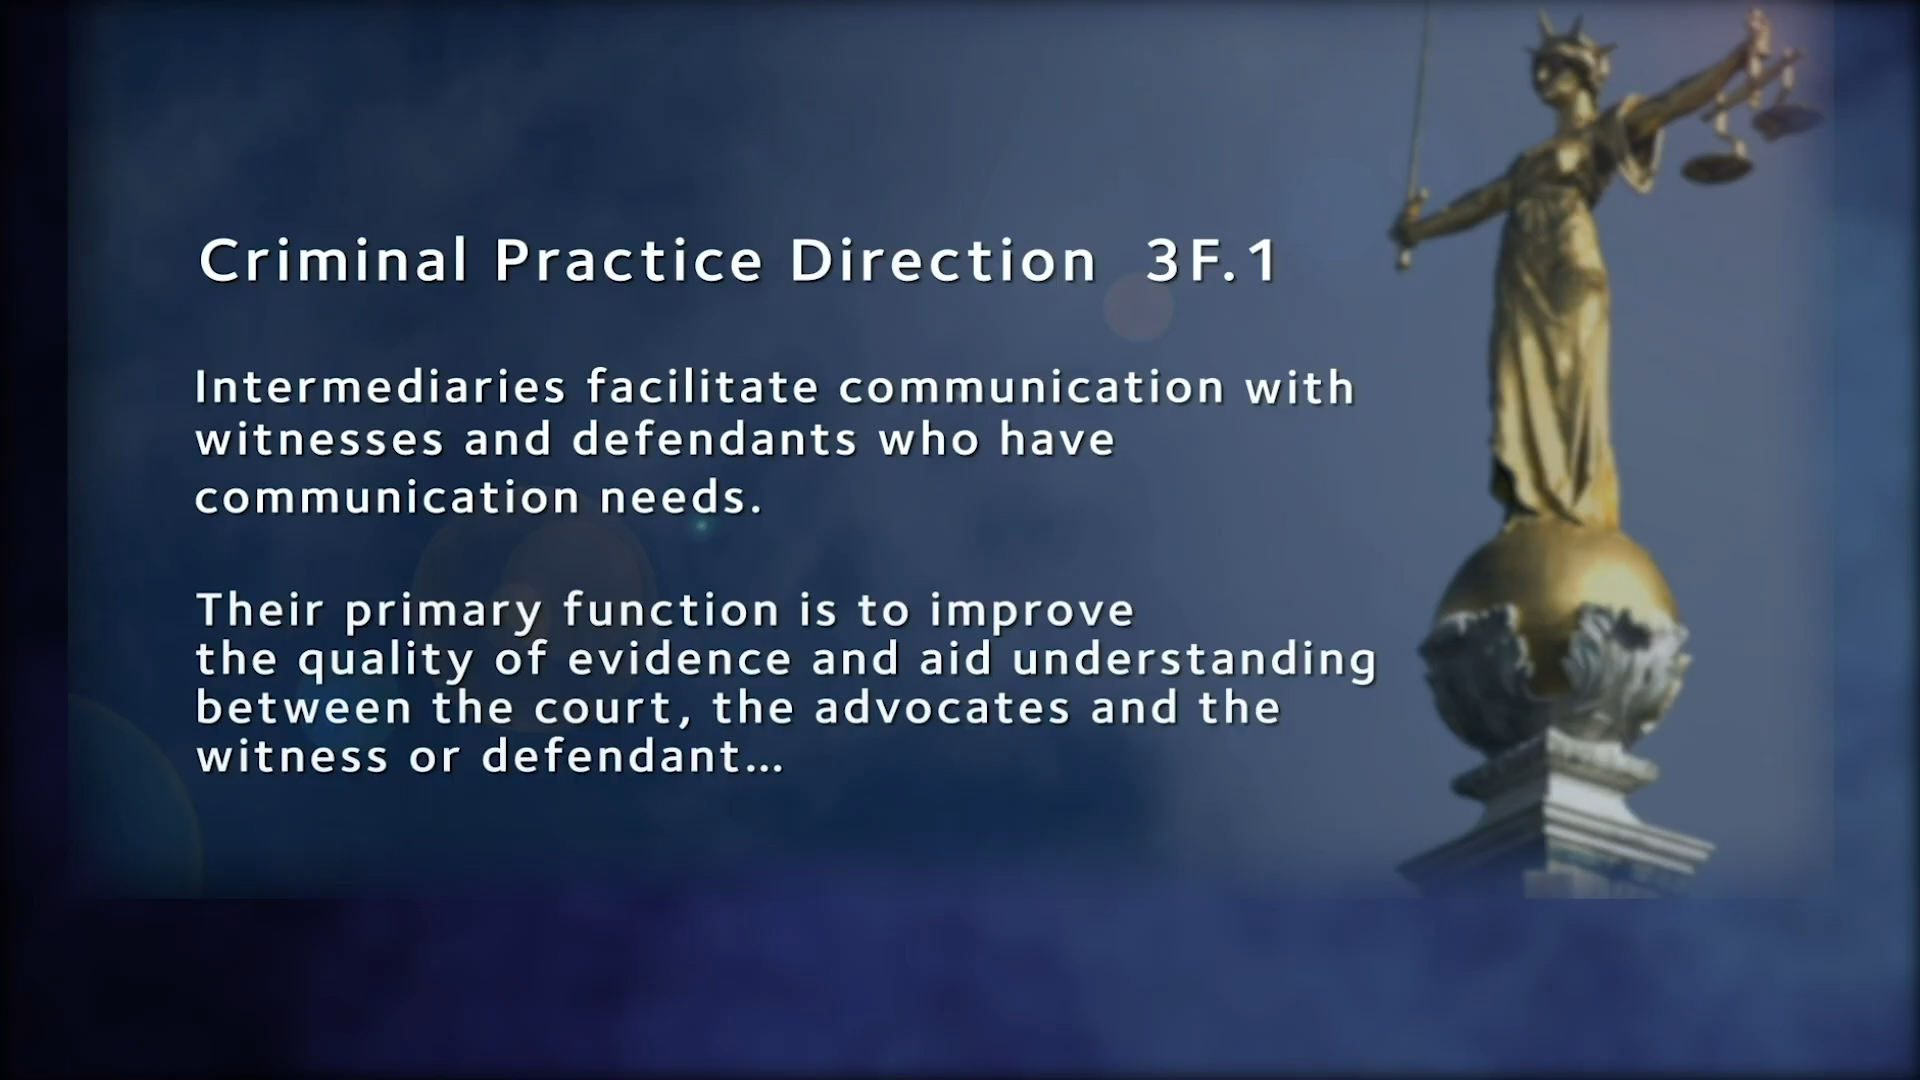 Criminal Practice Direction 3F.1
Intermediaries facilitate communication with
witnesses and defendants who have
communication needs.
Their primary function is to improve
the quality of evidence and aid understanding
between the court, the advocates and the
witness or defendant...